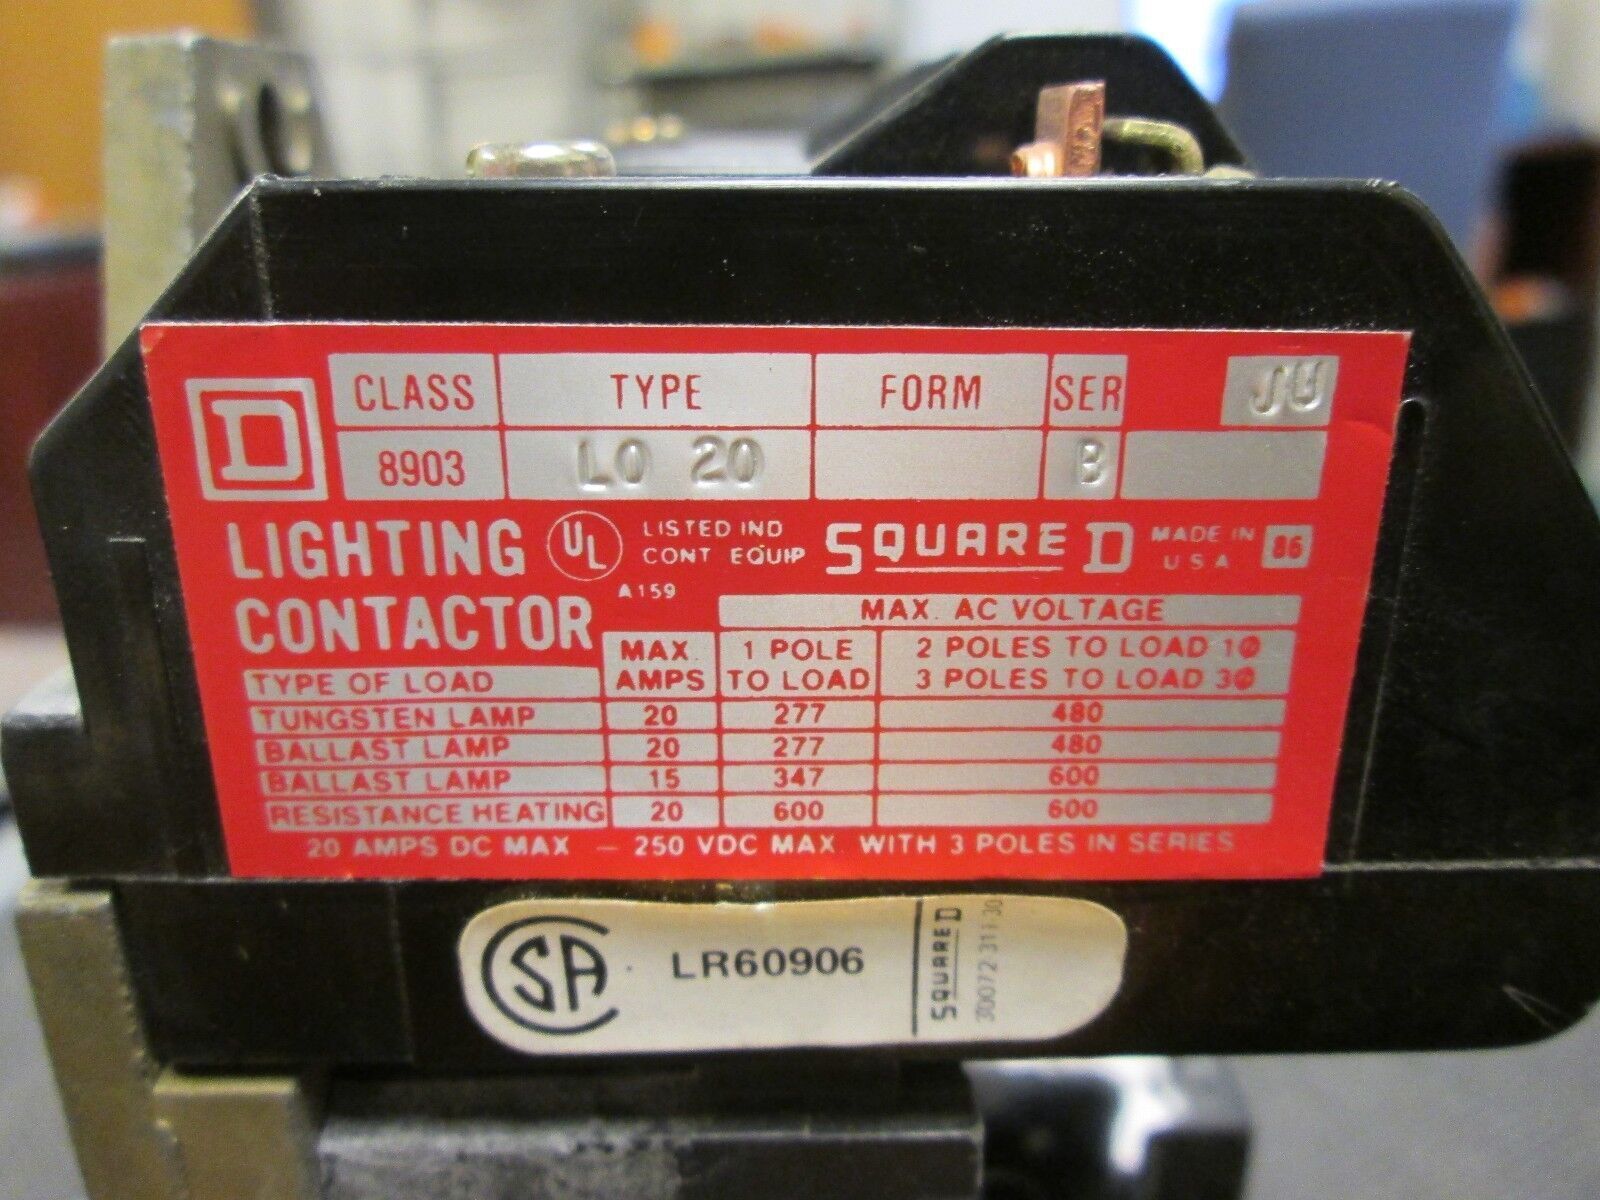 CLASS TYPE FORM SER JU
D 8903 LO 20 B
LIGHTING UL LISTED IND CONT EQUIP SQUARE D MADE IN U S A 86
CONTACTOR A159
MAX. AC VOLTAGE
TYPE OF LOAD MAX. AMPS 1 POLE TO LOAD 2 POLES TO LOAD 1Ø 3 POLES TO LOAD 3Ø
TUNGSTEN LAMP 20 277 480
BALLAST LAMP 20 277 480
BALLAST LAMP 15 347 600
RESISTANCE HEATING 20 600 600
20 AMPS DC MAX — 250 VDC MAX. WITH 3 POLES IN SERIES
CSA LR60906
SQUARE D